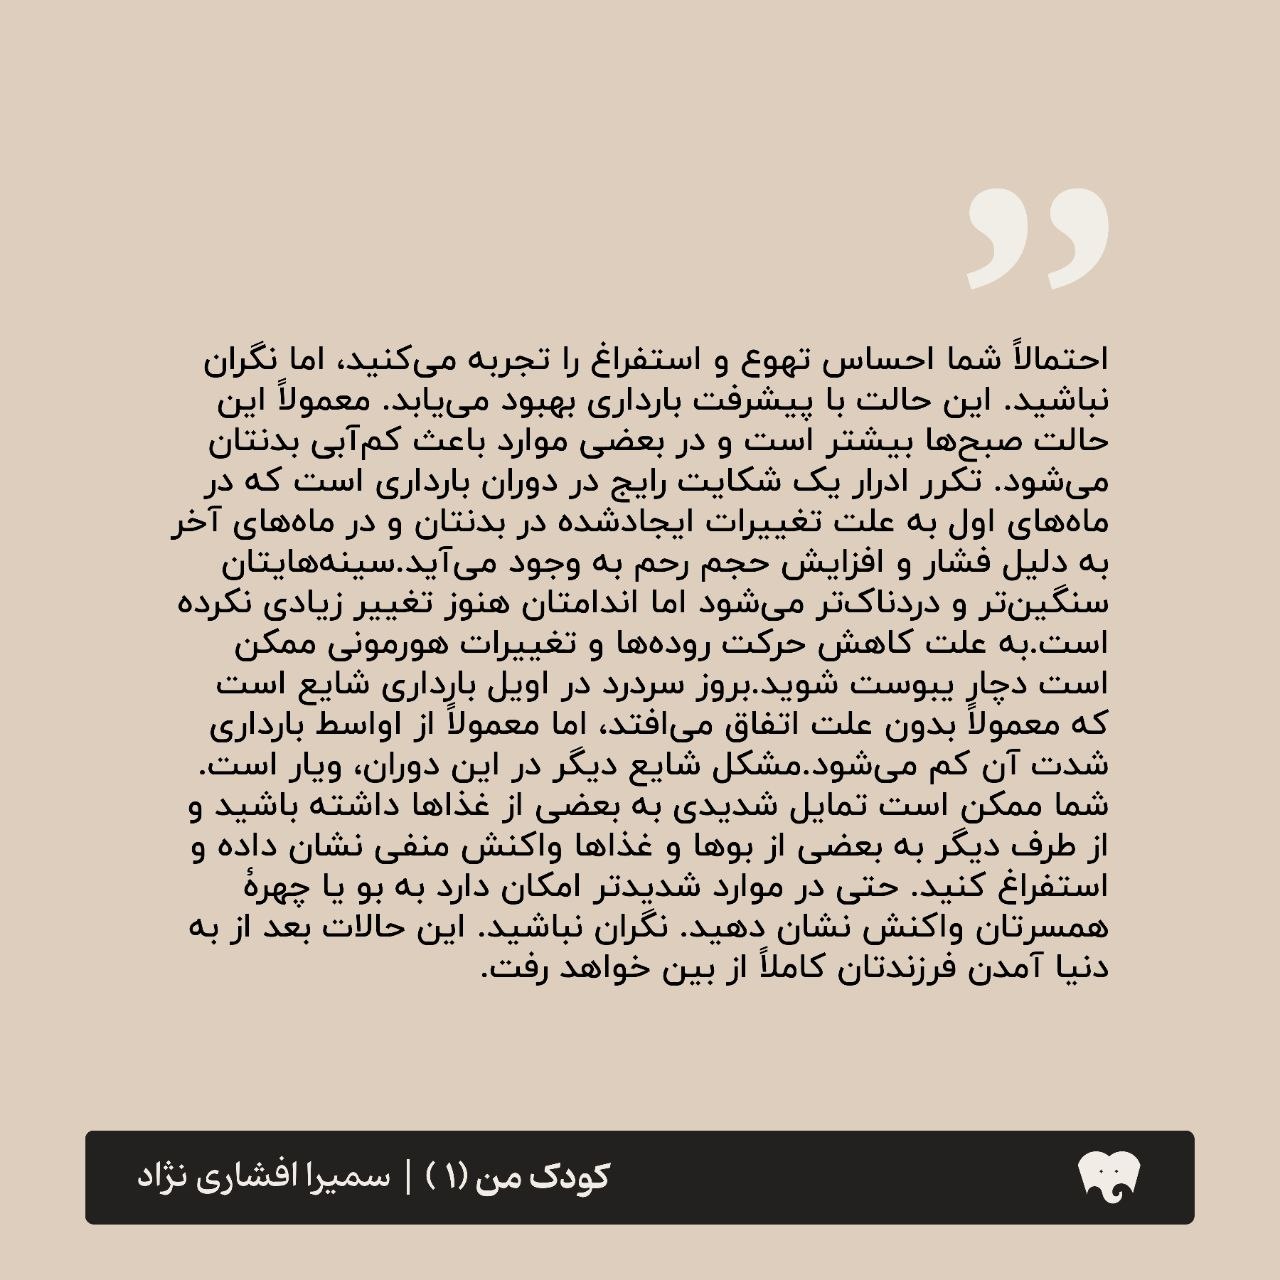 ”
احتمالاً شما احساس تهوع و استفراغ را تجربه می‌کنید، اما نگران
نباشید. این حالت با پیشرفت بارداری بهبود می‌یابد. معمولاً این
حالت صبح‌ها بیشتر است و در بعضی موارد باعث کم‌آبی بدنتان
می‌شود. تکرر ادرار یک شکایت رایج در دوران بارداری است که در
ماه‌های اول به علت تغییرات ایجادشده در بدنتان و در ماه‌های آخر
به دلیل فشار و افزایش حجم رحم به وجود می‌آید.سینه‌هایتان
سنگین‌تر و دردناک‌تر می‌شود اما اندامتان هنوز تغییر زیادی نکرده
است.به علت کاهش حرکت روده‌ها و تغییرات هورمونی ممکن
است دچار یبوست شوید.بروز سردرد در اویل بارداری شایع است
که معمولاً بدون علت اتفاق می‌افتد، اما معمولاً از اواسط بارداری
شدت آن کم می‌شود.مشکل شایع دیگر در این دوران، ویار است.
شما ممکن است تمایل شدیدی به بعضی از غذاها داشته باشید و
از طرف دیگر به بعضی از بوها و غذاها واکنش منفی نشان داده و
استفراغ کنید. حتی در موارد شدیدتر امکان دارد به بو یا چهرهٔ
همسرتان واکنش نشان دهید. نگران نباشید. این حالات بعد از به
دنیا آمدن فرزندتان کاملاً از بین خواهد رفت.
کودک من (۱ ) | سمیرا افشاری نژاد